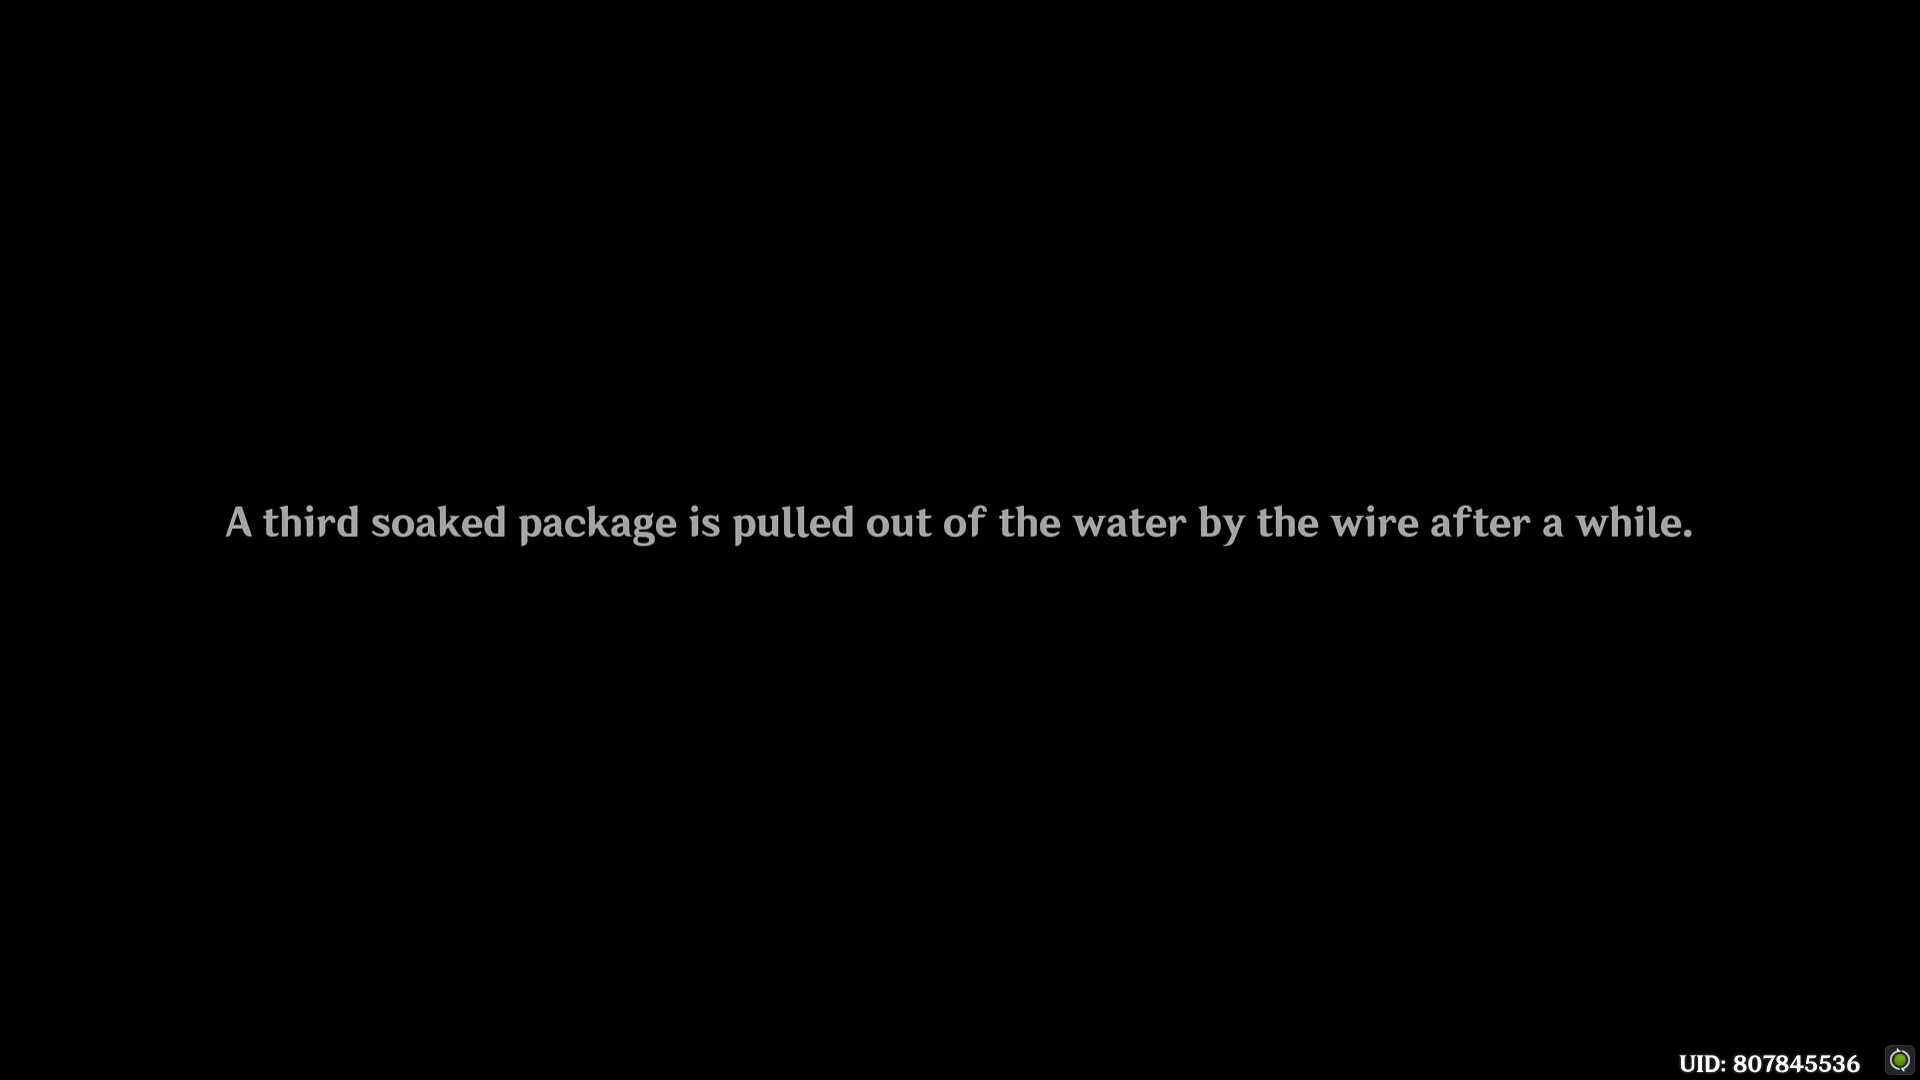 A third soaked package is pulled out of the water by the wire after a while.
UID: 807845536